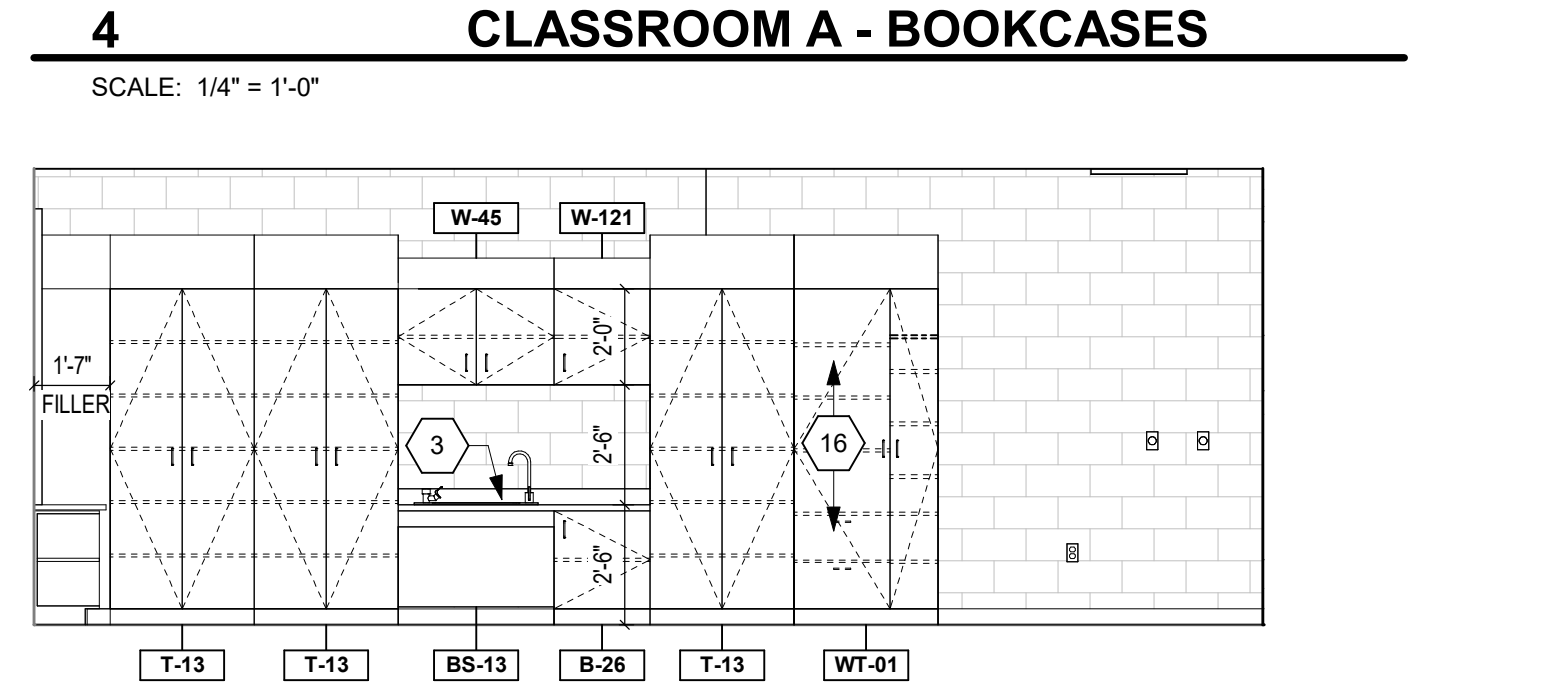 4 CLASSROOM A - BOOKCASES
SCALE: 1/4" = 1'-0"
W-45 W-121
2'-0"
1'-7"
FILLER
3 2'-6" 16
2'-6"
T-13 T-13 BS-13 B-26 T-13 WT-01